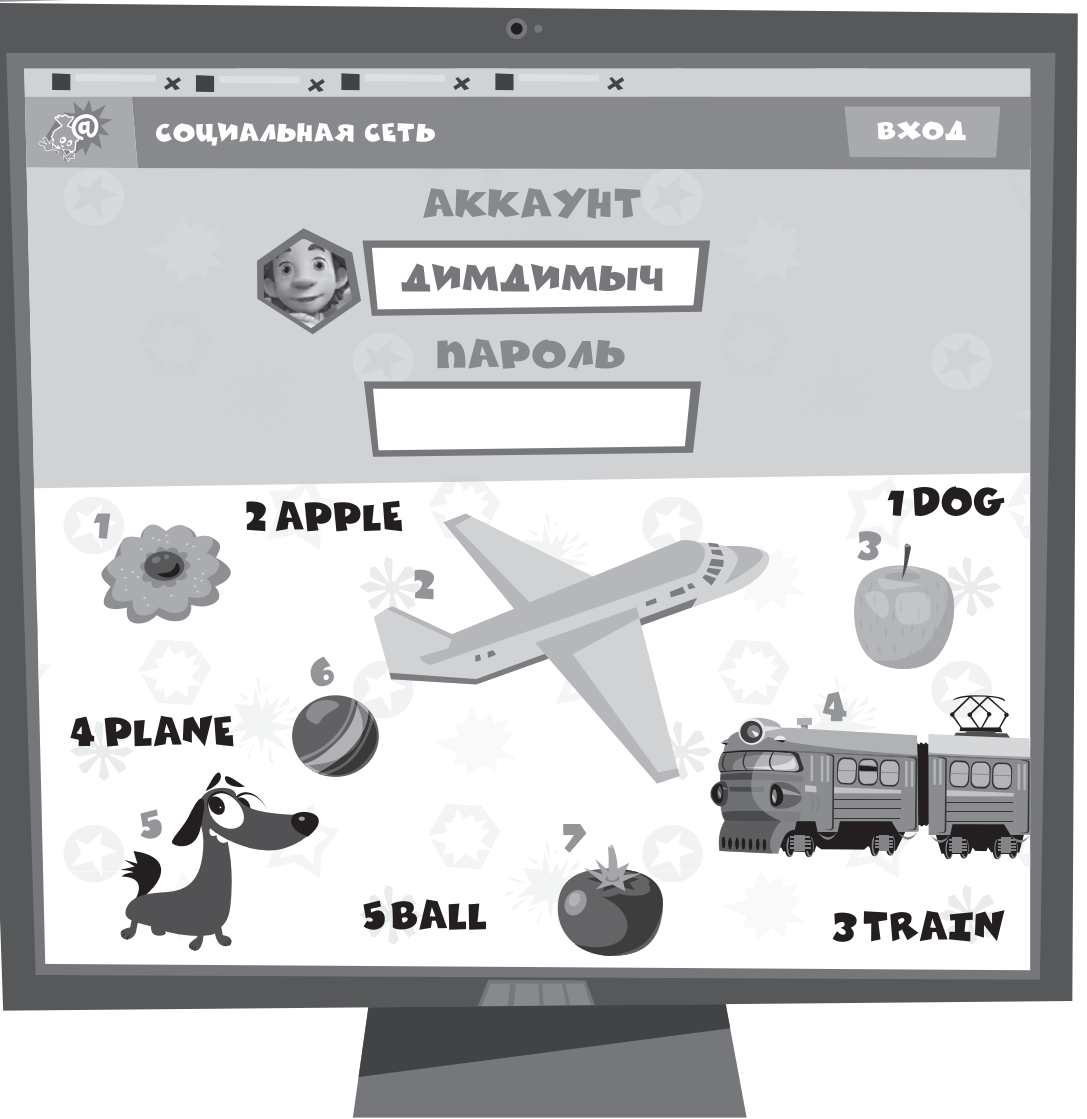 @
СОЦИАЛЬНАЯ СЕТЬ
ВХОД
АККАУНТ
ДИМДИМЫЧ
ПАРОЛЬ
1
2 APPLE
1 DOG
2
3
6
4 PLANE
4
5
7
5 BALL
3 TRAIN